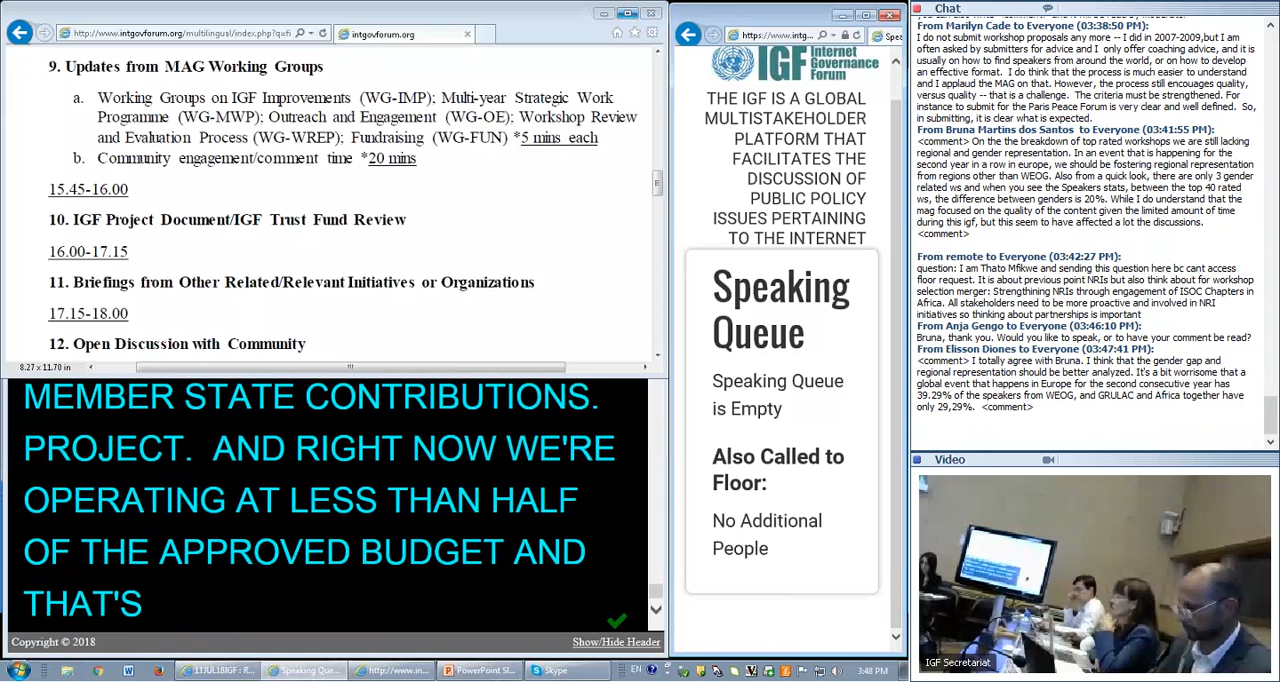 http://www.intgovforum.org/multilingual/index.php?q=fi
intgovforum.org
9. Updates from MAG Working Groups
a. Working Groups on IGF Improvements (WG-IMP); Multi-year Strategic Work
Programme (WG-MWP); Outreach and Engagement (WG-OE); Workshop Review
and Evaluation Process (WG-WREP); Fundraising (WG-FUN) *5 mins each
b. Community engagement/comment time *20 mins
15.45-16.00
10. IGF Project Document/IGF Trust Fund Review
16.00-17.15
11. Briefings from Other Related/Relevant Initiatives or Organizations
17.15-18.00
12. Open Discussion with Community
8.27 x 11.70 in
MEMBER STATE CONTRIBUTIONS.
PROJECT.  AND RIGHT NOW WE'RE
OPERATING AT LESS THAN HALF
OF THE APPROVED BUDGET AND
THAT'S
Copyright © 2018
Show/Hide Header
https://www.intg
Spe
IGF Internet
Governance
Forum
THE IGF IS A GLOBAL
MULTISTAKEHOLDER
PLATFORM THAT
FACILITATES THE
DISCUSSION OF
PUBLIC POLICY
ISSUES PERTAINING
TO THE INTERNET
Speaking
Queue
Speaking Queue
is Empty
Also Called to
Floor:
No Additional
People
Chat
From Marilyn Cade to Everyone (03:38:50 PM):
I do not submit workshop proposals any more -- I did in 2007-2009,but I am
often asked by submitters for advice and I  only offer coaching advice, and it is
usually on how to find speakers from around the world, or on how to develop
an effective format.  I do think that the process is much easier to understand
and I applaud the MAG on that. However, the process still encourages quality,
versus quality -- that is a challenge. The criteria must be strengthened. For
instance to submit for the Paris Peace Forum is very clear and well defined.  So,
in submitting, it is clear what is expected.
From Bruna Martins dos Santos  to Everyone (03:41:55 PM):
<comment> On the the breakdown of top rated workshops we are still lacking
regional and gender representation. In an event that is happening for the
second year in a row in europe, we should be fostering regional representation
from regions other than WEOG. Also from a quick look, there are only 3 gender
related ws and when you see the Speakers stats, between the top 40 rated
ws, the difference between genders is 20%. While I do understand that the
mag focused on the quality of the content given the limited amount of time
during this igf, but this seem to have affected a lot the discussions.
<comment>
From remote to Everyone (03:42:27 PM):
question: I am Thato Mfikwe and sending this question here bc cant access
floor request. It is about previous point NRIs but also think about for workshop
selection merger: Strengthining NRIs through engagement of ISOC Chapters in
Africa. All stakeholders need to be more proactive and involved in NRI
initiatives so thinking about partnerships is important
From Anja Gengo to Everyone (03:46:10 PM):
Bruna, thank you. Would you like to speak, or to have your comment be read?
From Elisson Diones to Everyone (03:47:41 PM):
<comment> I totally agree with Bruna. I think that the gender gap and
regional representation should be better analyzed. It's a bit worrisome that a
global event that happens in Europe for the second consecutive year has
39.29% of the speakers from WEOG, and GRULAC and Africa together have
only 29,29%.  <comment>
Video
IGF Secretariat
11JUL18IGF : R...
Speaking Que...
http://www.in...
PowerPoint Sl...
Skype
EN
3:48 PM